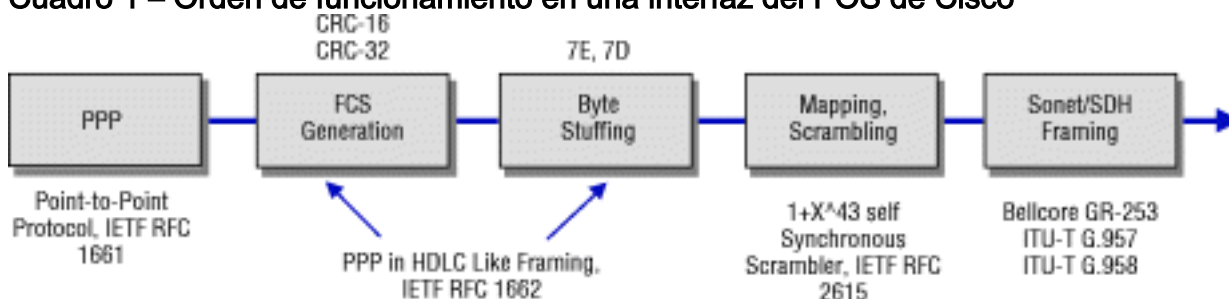 Cuadro 1 – Orden de funcionamiento en una interfaz del POS de Cisco
CRC-16
CRC-32
7E, 7D
PPP
FCS
Generation
Byte
Stuffing
Mapping,
Scrambling
Sonet/SDH
Framing
Point-to-Point
Protocol, IETF RFC
1661
PPP in HDLC Like Framing,
IETF RFC 1662
1+X^43 self
Synchronous
Scrambler, IETF RFC
2615
Bellcore GR-253
ITU-T G.957
ITU-T G.958